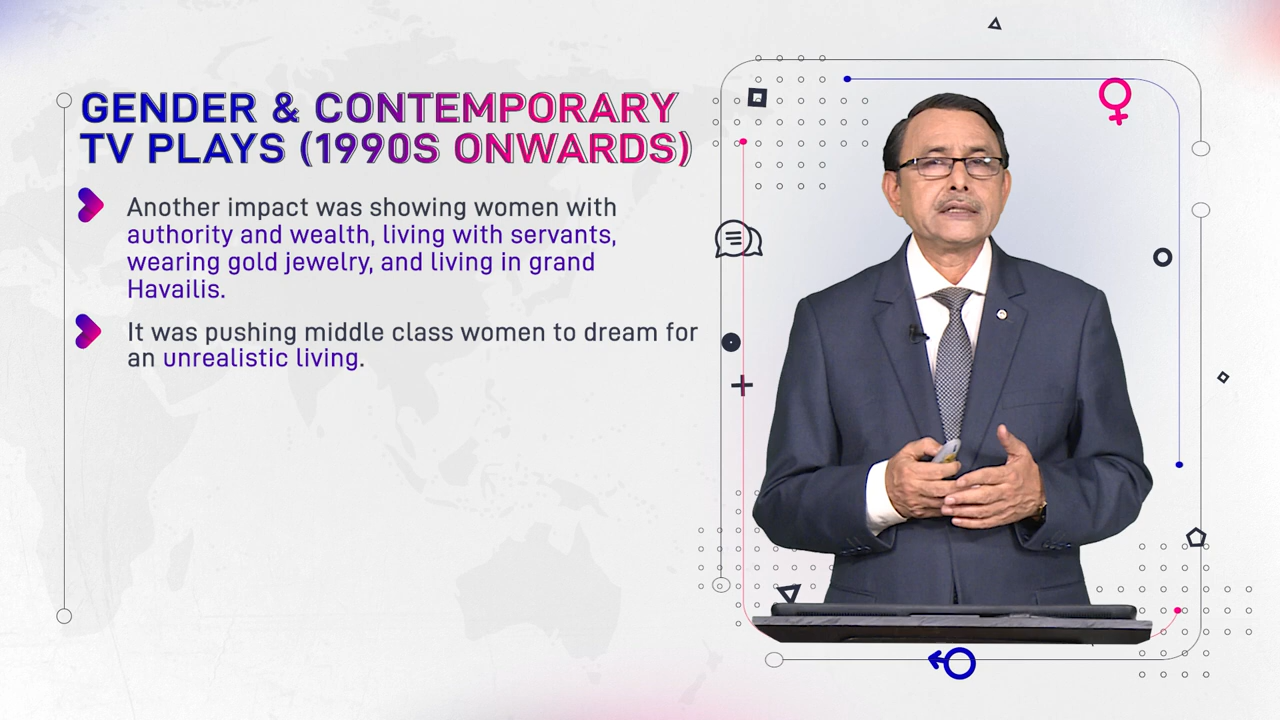 GENDER & CONTEMPORARY
TV PLAYS (1990S ONWARDS)
Another impact was showing women with
authority and wealth, living with servants,
wearing gold jewelry, and living in grand
Havailis.
It was pushing middle class women to dream for
an unrealistic living.